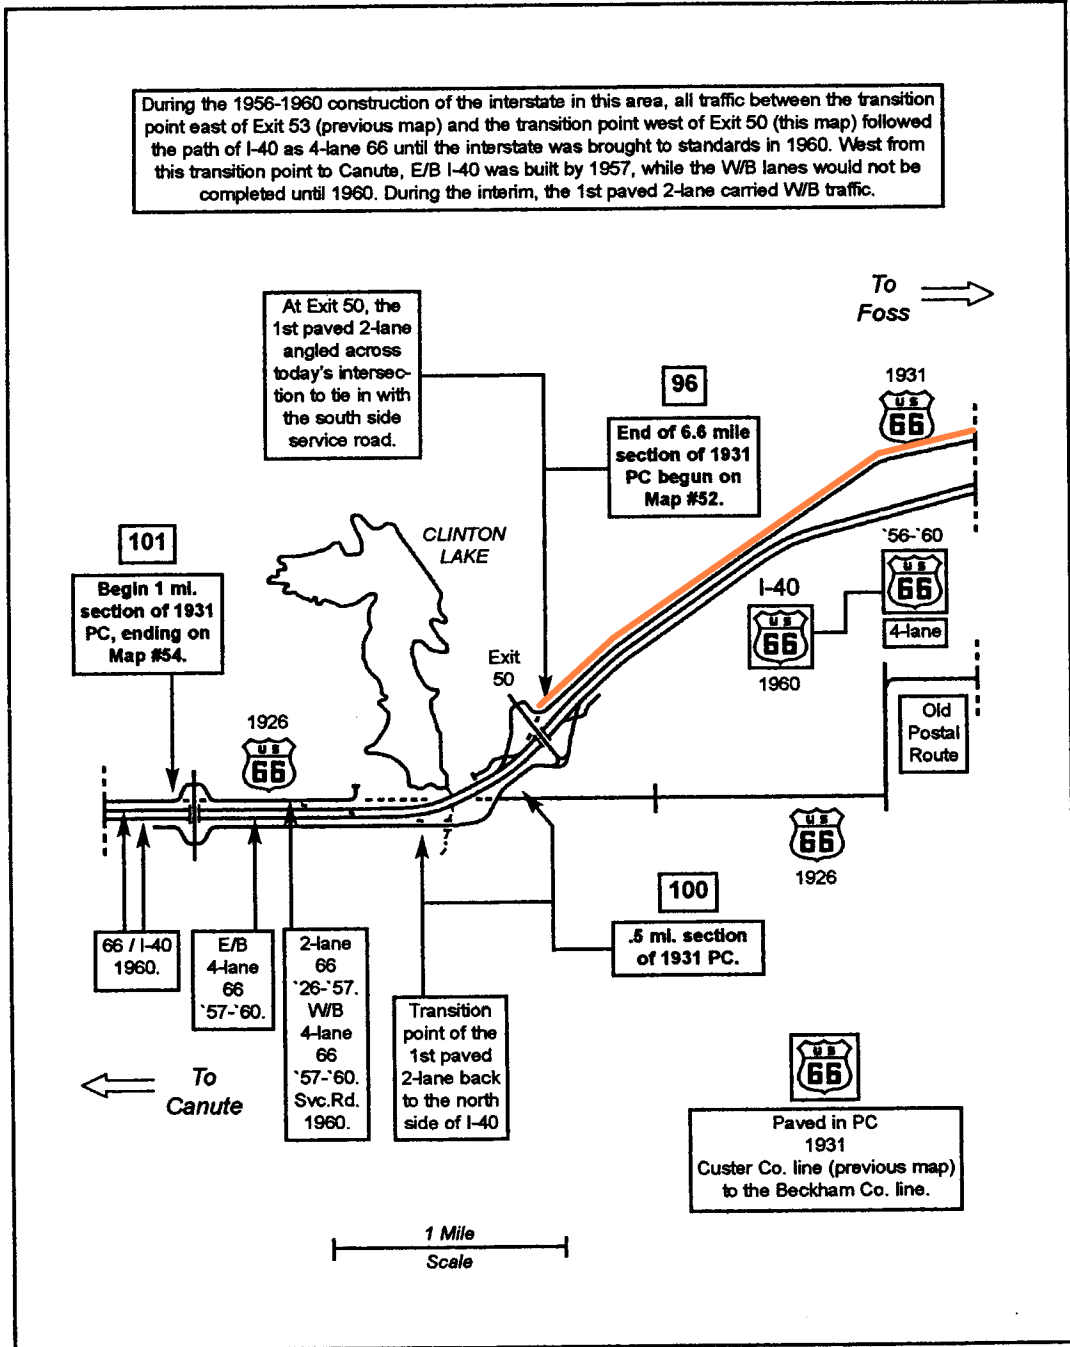 During the 1956-1960 construction of the interstate in this area, all traffic between the transition
point east of Exit 53 (previous map) and the transition point west of Exit 50 (this map) followed
the path of I-40 as 4-lane 66 until the interstate was brought to standards in 1960. West from
this transition point to Canute, E/B I-40 was built by 1957, while the W/B lanes would not be
completed until 1960. During the interim, the 1st paved 2-lane carried W/B traffic.
To
Foss
At Exit 50, the
1st paved 2-lane
angled across
today's intersec-
tion to tie in with
the south side
service road.
96
End of 6.6 mile
section of 1931
PC begun on
Map #52.
1931
US
66
101
Begin 1 mi.
section of 1931
PC, ending on
Map #54.
CLINTON
LAKE
`56-`60
US
66
4-lane
I-40
US
66
1960
Exit
50
Old
Postal
Route
1926
US
66
US
66
1926
100
.5 mi. section
of 1931 PC.
66 / I-40
1960.
E/B
4-lane
66
`57-`60.
2-lane
66
`26-`57.
W/B
4-lane
66
`57-`60.
Svc.Rd.
1960.
Transition
point of the
1st paved
2-lane back
to the north
side of I-40
To
Canute
US
66
Paved in PC
1931
Custer Co. line (previous map)
to the Beckham Co. line.
1 Mile
Scale